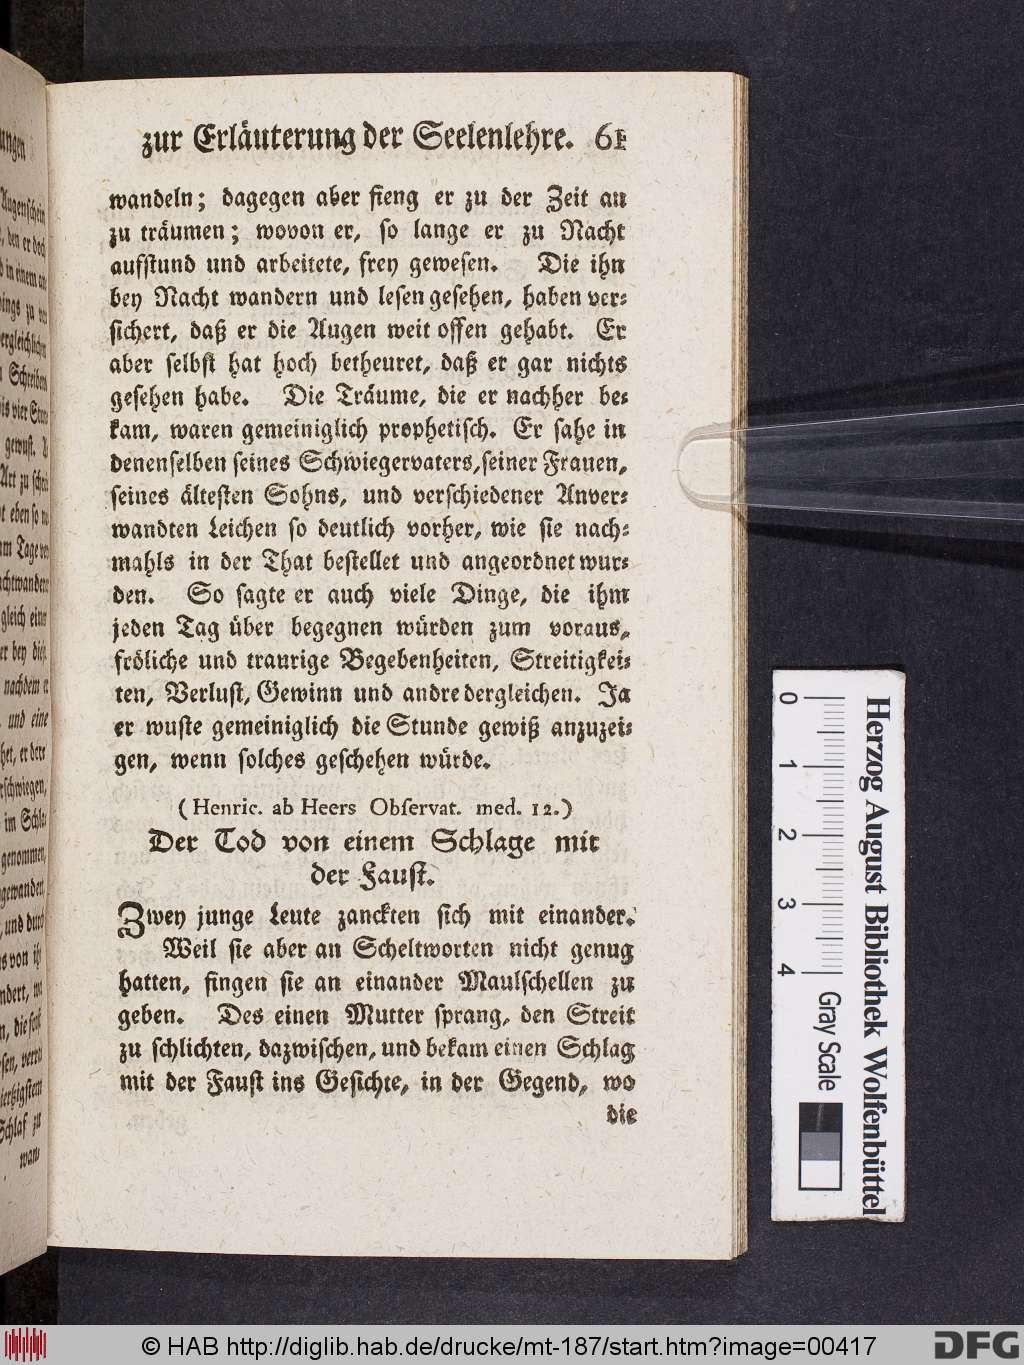 zur Erläuterung der Seelenlehre. 61
wandeln; dagegen aber fieng er zu der Zeit an
zu träumen; wovon er, so lange er zu Nacht
aufstund und arbeitete, frey gewesen. Die ihn
bey Nacht wandern und lesen gesehen, haben ver-
sichert, daß er die Augen weit offen gehabt. Er
aber selbst hat hoch betheuret, daß er gar nichts
gesehen habe. Die Träume, die er nachher be-
kam, waren gemeiniglich prophetisch. Er sahe in
denenselben seines Schwiegervaters, seiner Frauen,
seines ältesten Sohns, und verschiedener Anver-
wandten Leichen so deutlich vorher, wie sie nach-
mahls in der That bestellet und angeordnet wur-
den. So sagte er auch viele Dinge, die ihm
jeden Tag über begegnen würden zum voraus,
fröliche und traurige Begebenheiten, Streitigkei-
ten, Verlust, Gewinn und andre dergleichen. Ja
er wuste gemeiniglich die Stunde gewiß anzuzei-
gen, wenn solches geschehen würde.
(Henric. ab Heers Observat. med. 12.)
Der Tod von einem Schlage mit
der Faust.
Zwey junge Leute zanckten sich mit einander.
Weil sie aber an Scheltworten nicht genug
hatten, fingen sie an einander Maulschellen zu
geben. Des einen Mutter sprang, den Streit
zu schlichten, dazwischen, und bekam einen Schlag
mit der Faust ins Gesichte, in der Gegend, wo
die
0 1 2 3 4
Gray Scale
Herzog August Bibliothek Wolfenbüttel
© HAB http://diglib.hab.de/drucke/mt-187/start.htm?image=00417
DFG